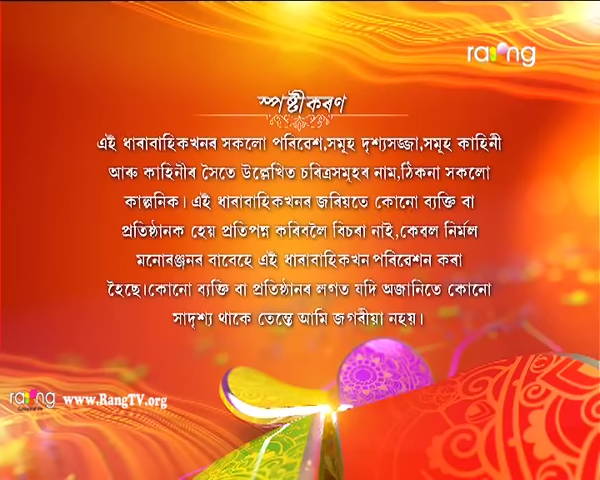 rang
স্পষ্টীকৰণ
এই ধাৰাবাহিকখনৰ সকলো পৰিৱেশ,সমূহ দৃশ্যসজ্জা,সমূহ কাহিনী
আৰু কাহিনীৰ সৈতে উল্লেখিত চৰিত্ৰসমূহৰ নাম,ঠিকনা সকলো
কাল্পনিক। এই ধাৰাবাহিকখনৰ জৰিয়তে কোনো ব্যক্তি বা
প্ৰতিষ্ঠানক হেয় প্ৰতিপন্ন কৰিবলৈ বিচৰা নাই,কেৱল নিৰ্মল
মনোৰঞ্জনৰ বাবেহে এই ধাৰাবাহিকখন পৰিৱেশন কৰা
হৈছে।কোনো ব্যক্তি বা প্ৰতিষ্ঠানৰ লগত যদি অজানিতে কোনো
সাদৃশ্য থাকে তেন্তে আমি জগৰীয়া নহয়।
rang www.RangTV.org